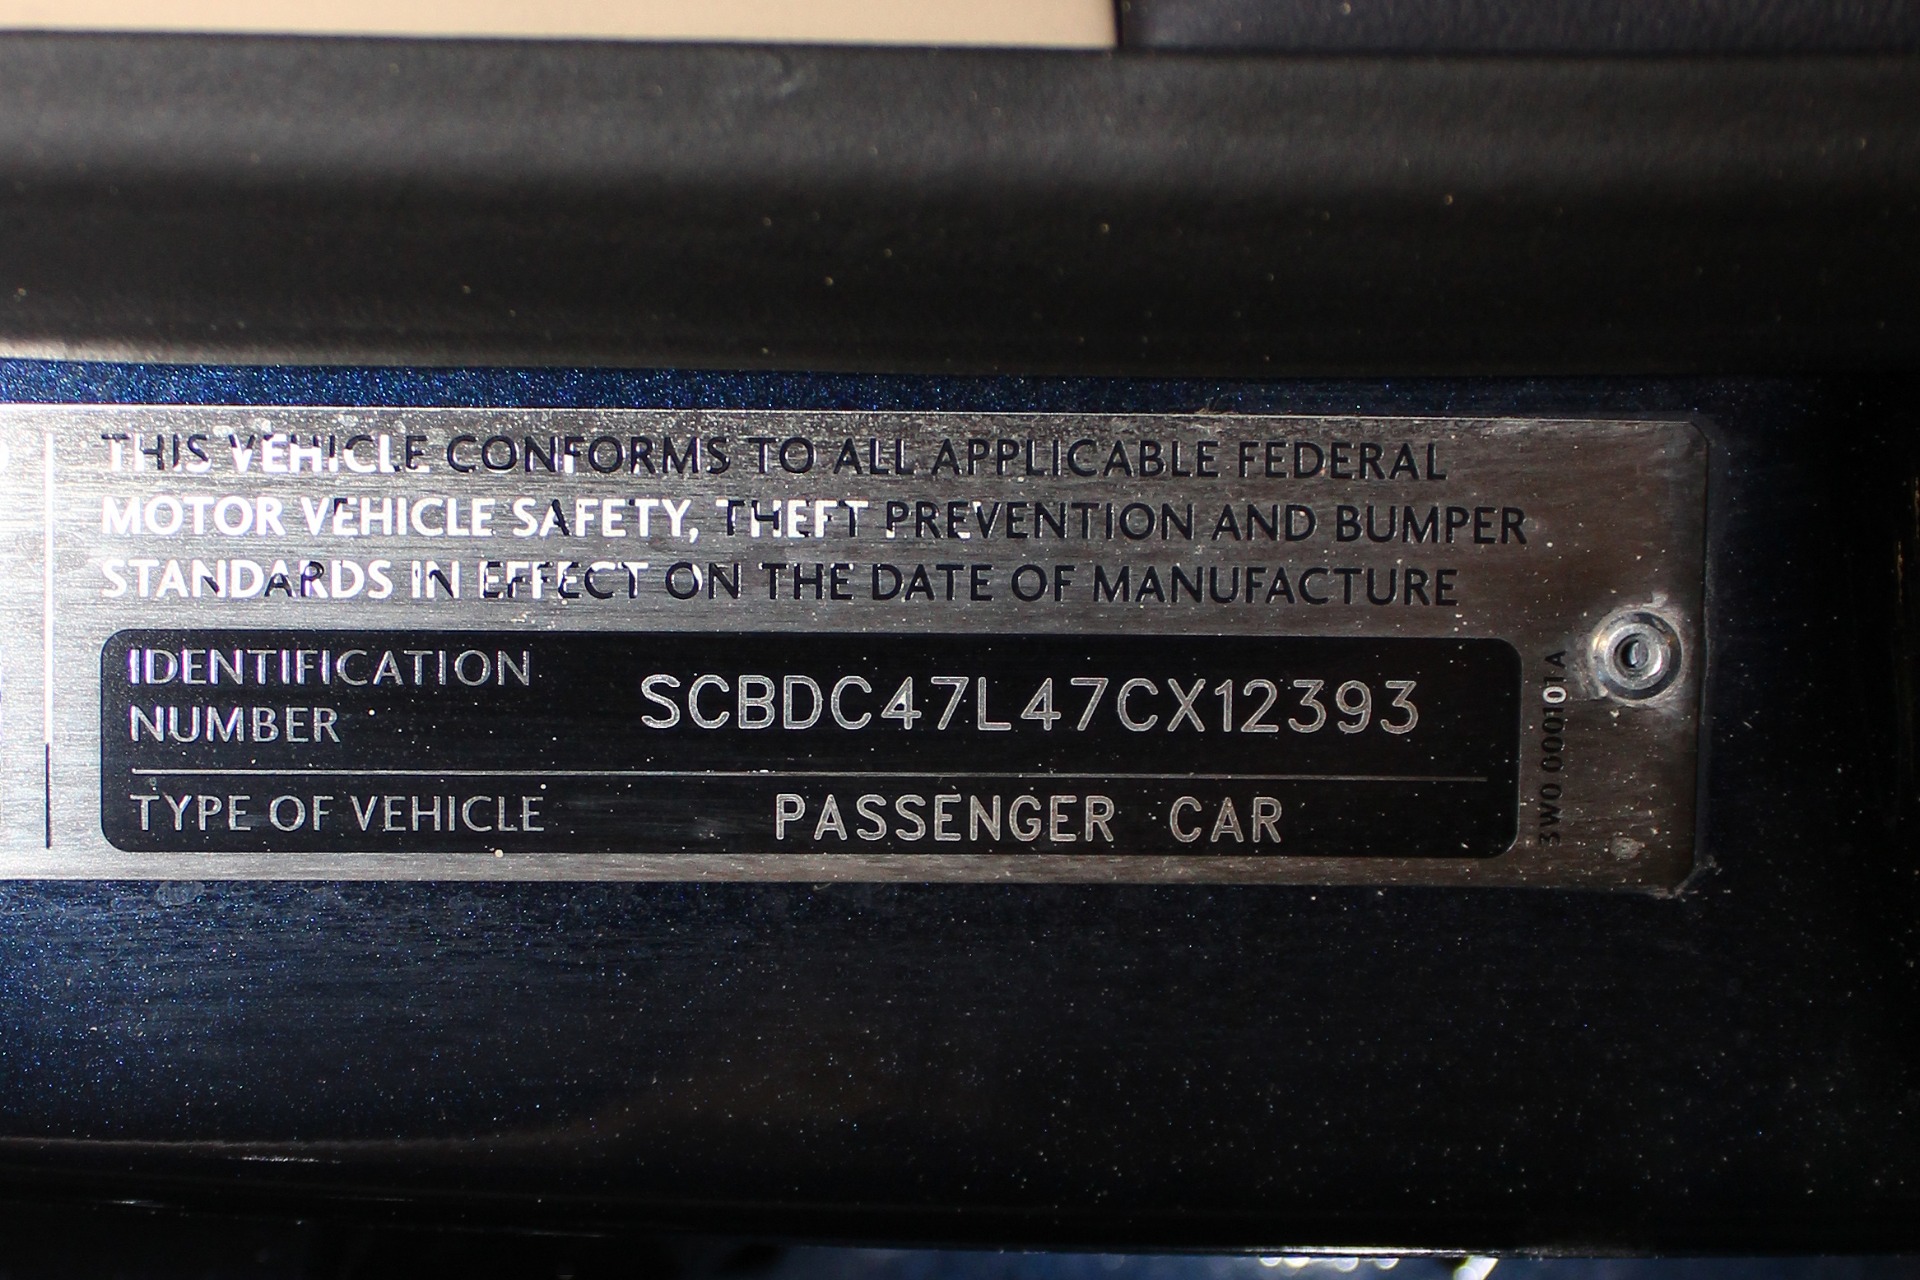 THIS VEHICLE CONFORMS TO ALL APPLICABLE FEDERAL
MOTOR VEHICLE SAFETY, THEFT PREVENTION AND BUMPER
STANDARDS IN EFFECT ON THE DATE OF MANUFACTURE
IDENTIFICATION
NUMBER
SCBDC47L47CX12393
TYPE OF VEHICLE
PASSENGER CAR
3W0 000101A